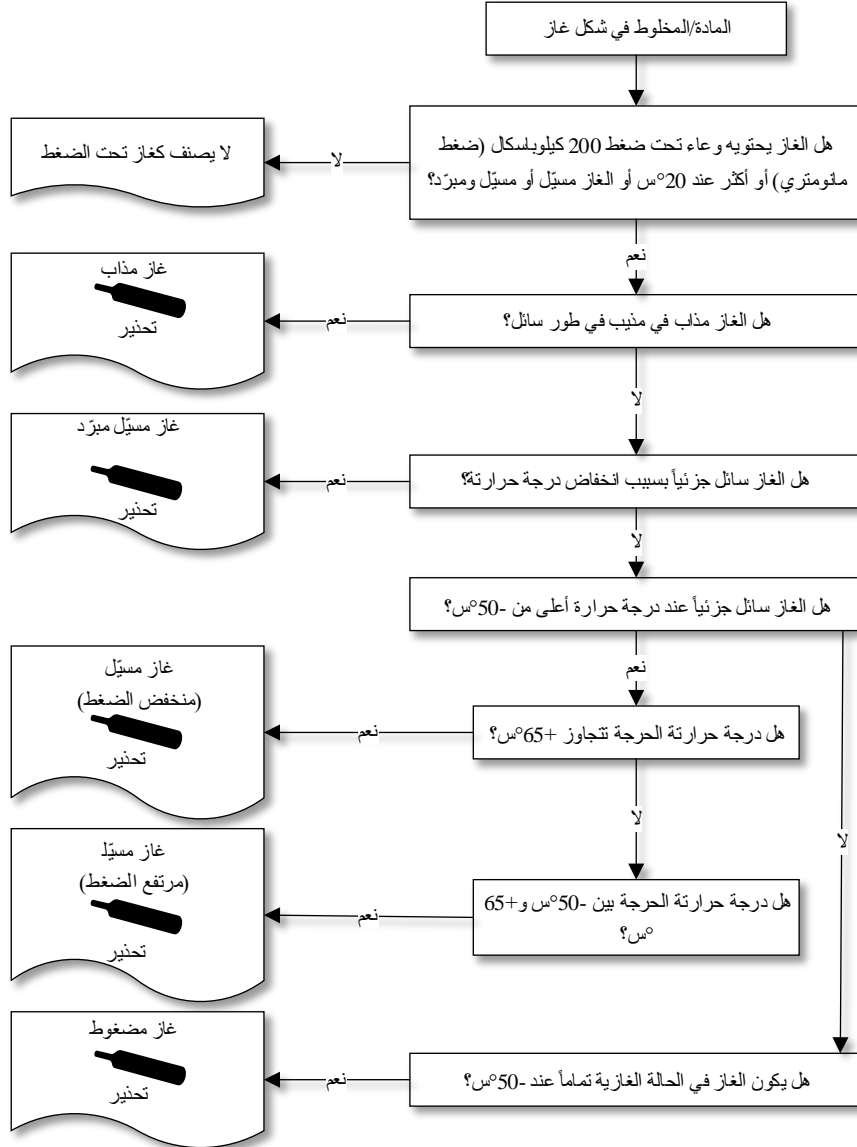 المادة/المخلوط في شكل غاز
هل الغاز يحتويه وعاء تحت ضغط 200 كيلوباسكال (ضغط
مانومتري) أو أكثر عند 20°س أو الغاز مسيّل أو مسيّل ومبرّد؟
لا
لا يصنف كغاز تحت الضغط
نعم
هل الغاز مذاب في مذيب في طور سائل؟
نعم
غاز مذاب
تحذير
لا
هل الغاز سائل جزئياً بسبب انخفاض درجة حرارتة؟
نعم
غاز مسيّل مبرّد
تحذير
لا
هل الغاز سائل جزئياً عند درجة حرارة أعلى من -50°س؟
نعم
هل درجة حرارتة الحرجة تتجاوز +65°س؟
نعم
غاز مسيّل
(منخفض الضغط)
تحذير
لا
لا
هل درجة حرارتة الحرجة بين -50°س و+65
°س؟
نعم
غاز مسيّل
(مرتفع الضغط)
تحذير
هل يكون الغاز في الحالة الغازية تماماً عند -50°س؟
نعم
غاز مضغوط
تحذير